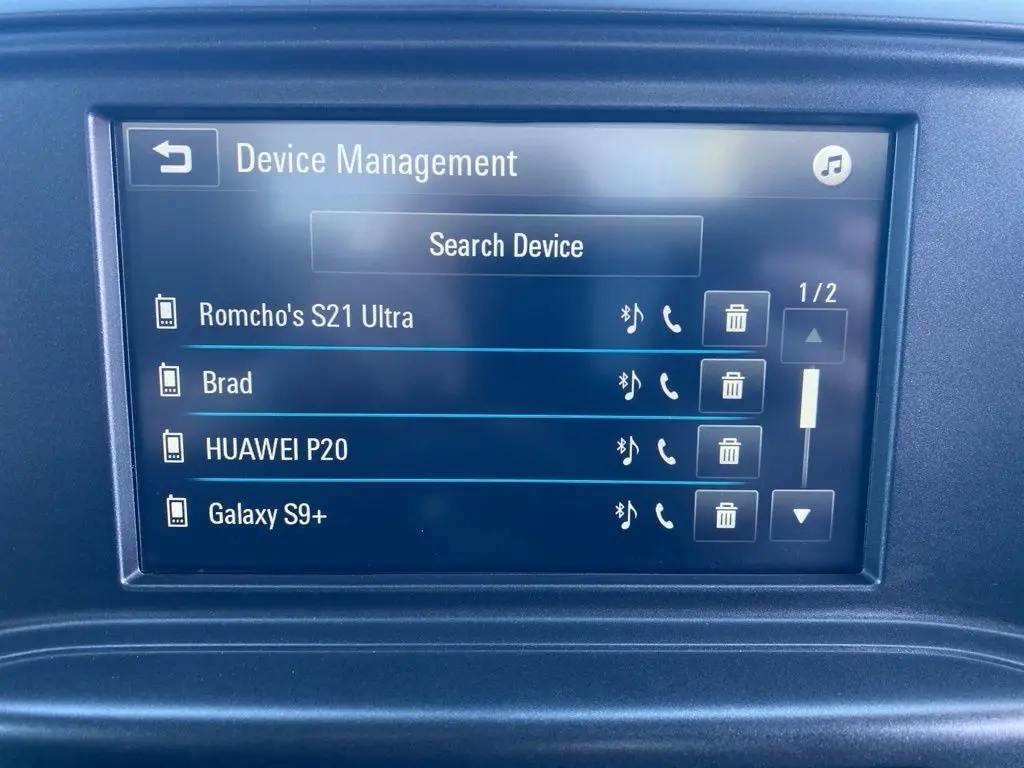 Device Management
Search Device
1/2
Romcho's S21 Ultra
Brad
HUAWEI P20
Galaxy S9+